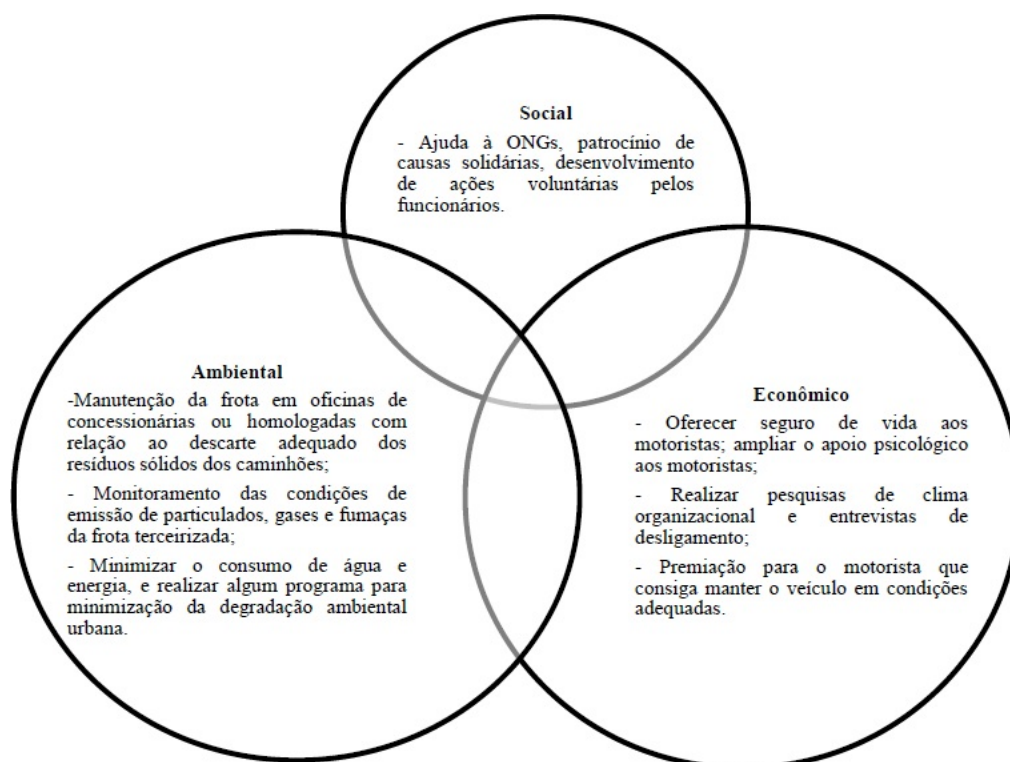 Social
- Ajuda à ONGs, patrocínio de
causas solidárias, desenvolvimento
de ações voluntárias pelos
funcionários.
Ambiental
-Manutenção da frota em oficinas de
concessionárias ou homologadas com
relação ao descarte adequado dos
resíduos sólidos dos caminhões;
- Monitoramento das condições de
emissão de particulados, gases e fumaças
da frota terceirizada;
- Minimizar o consumo de água e
energia, e realizar algum programa para
minimização da degradação ambiental
urbana.
Econômico
- Oferecer seguro de vida aos
motoristas; ampliar o apoio psicológico
aos motoristas;
- Realizar pesquisas de clima
organizacional e entrevistas de
desligamento;
- Premiação para o motorista que
consiga manter o veículo em condições
adequadas.